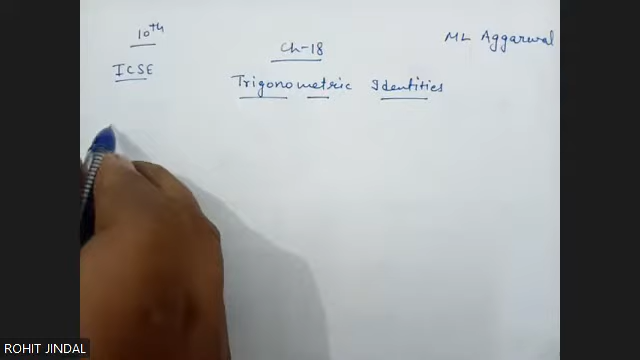 10th
ICSE
Ch-18
Trigonometric Identities
ML Aggarwal
ROHIT JINDAL